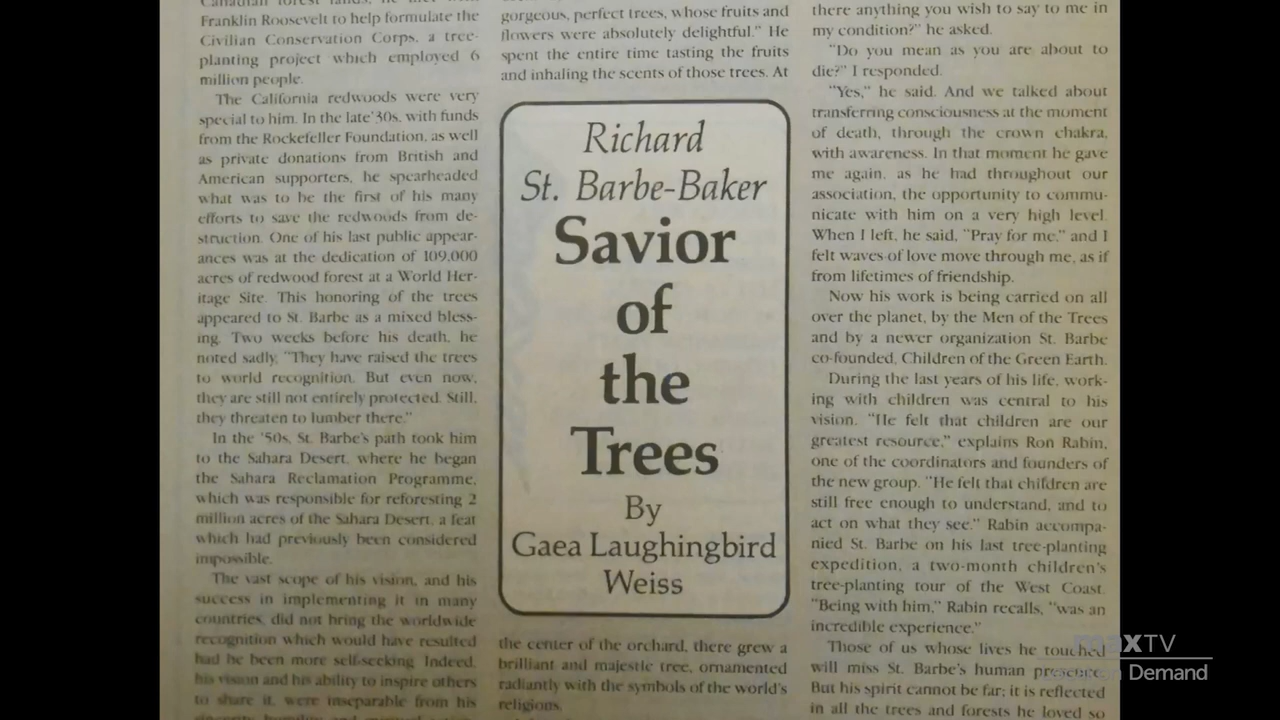 Franklin Roosevelt to help formulate the
Civilian Conservation Corps, a tree-
planting project which employed 6
million people.
The California redwoods were very
special to him. In the late '30s, with funds
from the Rockefeller Foundation, as well
as private donations from British and
American supporters, he spearheaded
what was to be the first of his many
efforts to save the redwoods from de-
struction. One of his last public appear-
ances was at the dedication of 109,000
acres of redwood forest at a World Her-
itage Site. This honoring of the trees
appeared to St. Barbe as a mixed bless-
ing. Two weeks before his death, he
noted sadly, "They have raised the trees
to world recognition. But even now,
they are still not entirely protected. Still,
they threaten to lumber there."
In the '50s, St. Barbe's path took him
to the Sahara Desert, where he began
the Sahara Reclamation Programme,
which was responsible for reforesting 2
million acres of the Sahara Desert, a feat
which had previously been considered
impossible.
The vast scope of his vision, and his
success in implementing it in many
countries, did not bring the worldwide
recognition which would have resulted
had he been more self-seeking. Indeed,
his vision and his ability to inspire others
to share it, were inseparable from his
gorgeous, perfect trees, whose fruits and
flowers were absolutely delightful." He
spent the entire time tasting the fruits
and inhaling the scents of those trees. At
Richard
St. Barbe-Baker
Savior
of
the
Trees
By
Gaea Laughingbird
Weiss
the center of the orchard, there grew a
brilliant and majestic tree, ornamented
radiantly with the symbols of the world's
religions.
there anything you wish to say to me in
my condition?" he asked.
"Do you mean as you are about to
die?" I responded.
"Yes," he said. And we talked about
transferring consciousness at the moment
of death, through the crown chakra,
with awareness. In that moment he gave
me again, as he had throughout our
association, the opportunity to commu-
nicate with him on a very high level.
When I left, he said, "Pray for me," and I
felt waves of love move through me, as if
from lifetimes of friendship.
Now his work is being carried on all
over the planet, by the Men of the Trees
and by a newer organization St. Barbe
co-founded, Children of the Green Earth.
During the last years of his life, work-
ing with children was central to his
vision. "He felt that children are our
greatest resource," explains Ron Rabin,
one of the coordinators and founders of
the new group. "He felt that children are
still free enough to understand, and to
act on what they see." Rabin accompa-
nied St. Barbe on his last tree-planting
expedition, a two-month children's
tree-planting tour of the West Coast.
"Being with him," Rabin recalls, "was an
incredible experience."
Those of us whose lives he touched
will miss St. Barbe's human presence.
But his spirit cannot be far; it is reflected
in all the trees and forests he loved so
maxTV
Demand